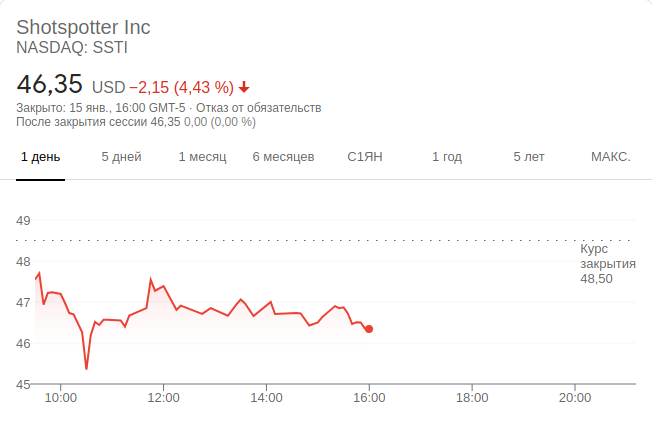 Shotspotter Inc
NASDAQ: SSTI
46,35 USD −2,15 (4,43 %)
Закрыто: 15 янв., 16:00 GMT-5 · Отказ от обязательств
После закрытия сессии 46,35 0,00 (0,00 %)
1 день 5 дней 1 месяц 6 месяцев С1ЯН 1 год 5 лет МАКС.
49
Курс
закрытия
48,50
48
47
46
45
10:00 12:00 14:00 16:00 18:00 20:00